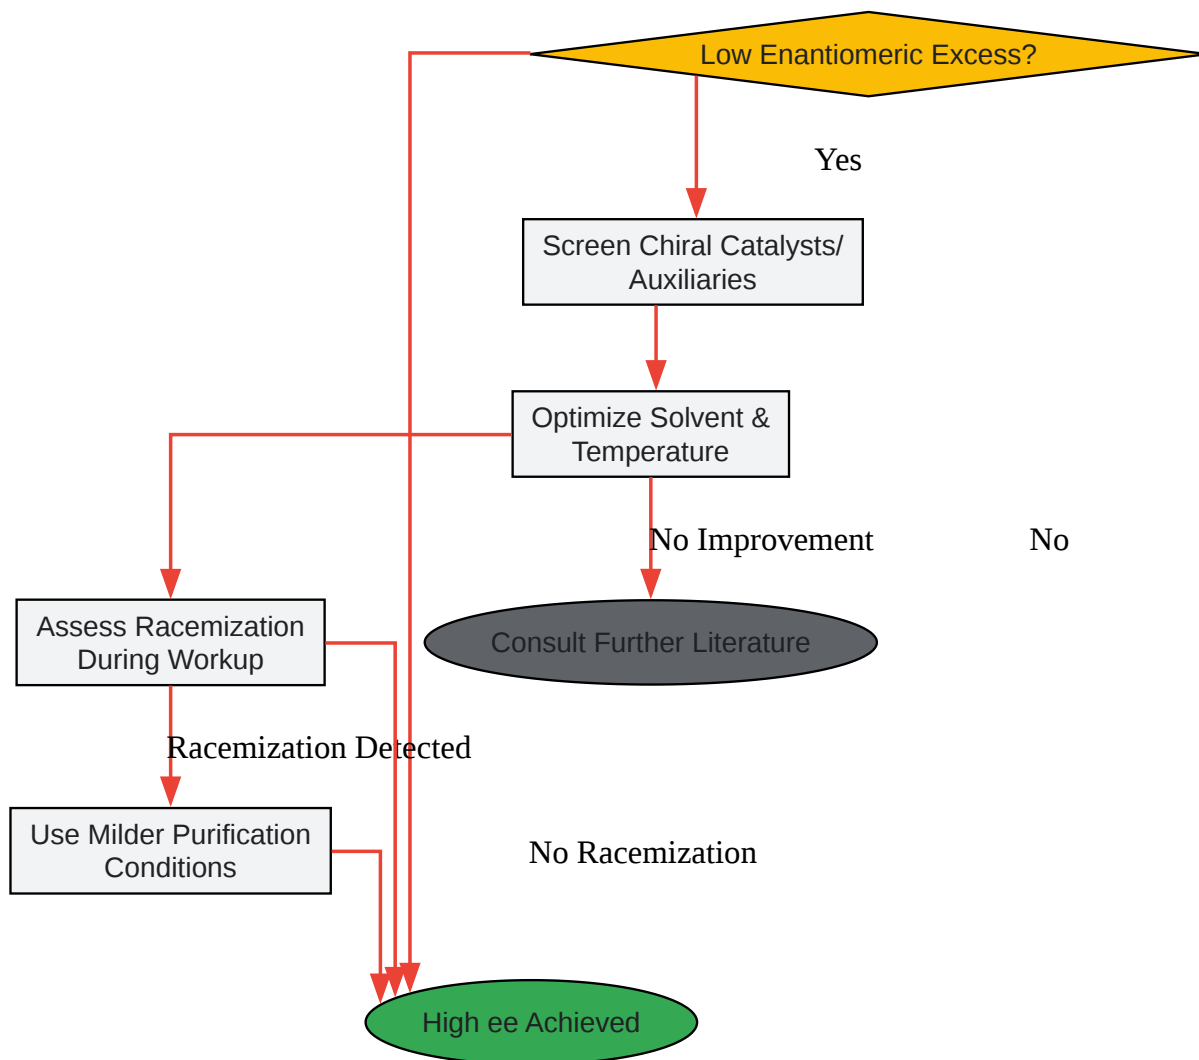 Low Enantiomeric Excess?
Yes
Screen Chiral Catalysts/
Auxiliaries
Optimize Solvent &
Temperature
No Improvement
No
Assess Racemization
During Workup
Consult Further Literature
Racemization Detected
Use Milder Purification
Conditions
No Racemization
High ee Achieved